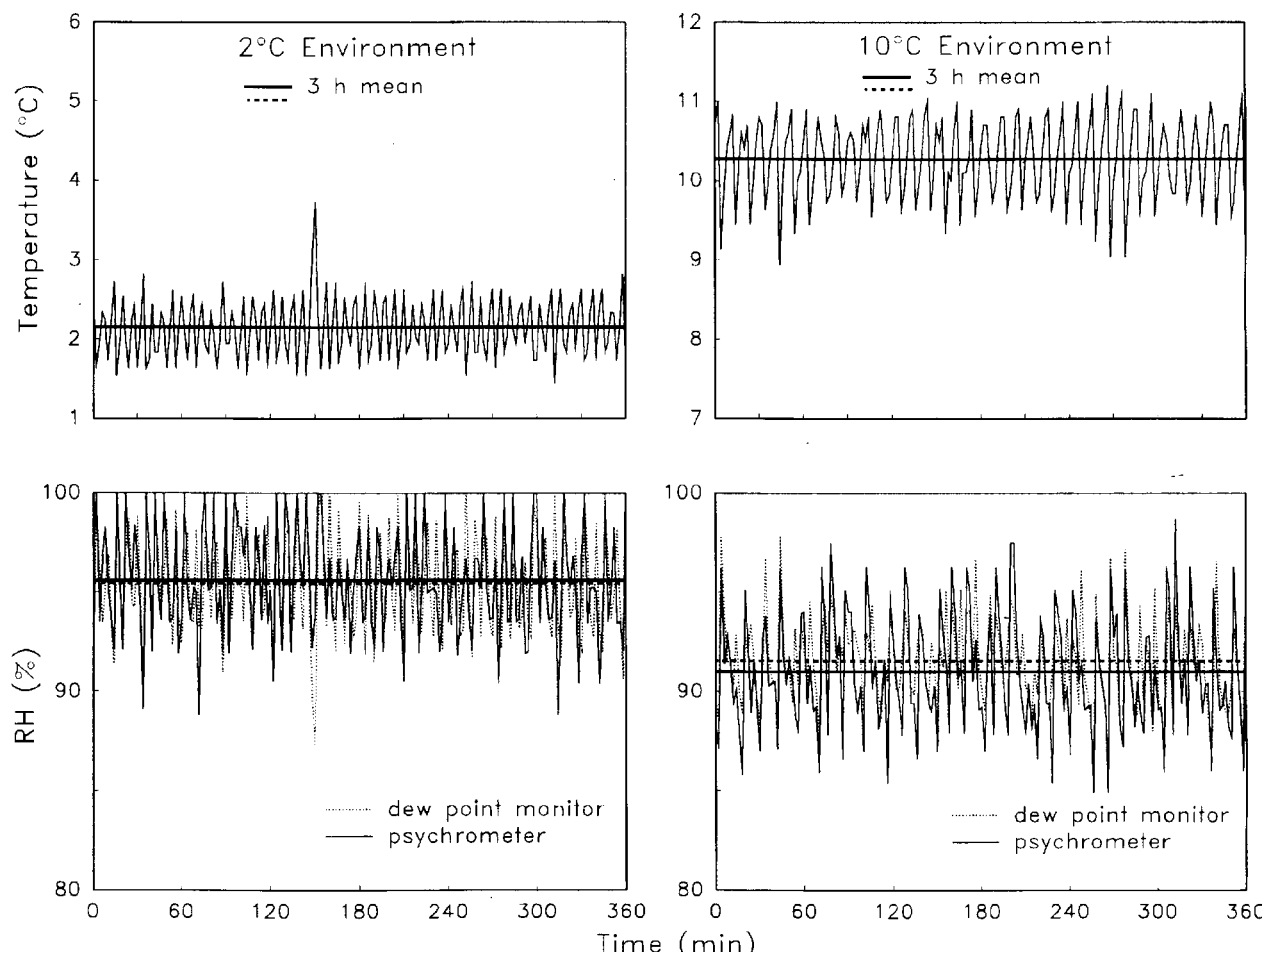 2°C Environment
3 h mean
10°C Environment
3 h mean
Temperature (°C)
6
5
4
3
2
1
12
11
10
9
8
7
RH (%)
100
90
80
dew point monitor
psychrometer
100
90
80
dew point monitor
psychrometer
0 60 120 180 240 300 360
0 60 120 180 240 300 360
Time (min)